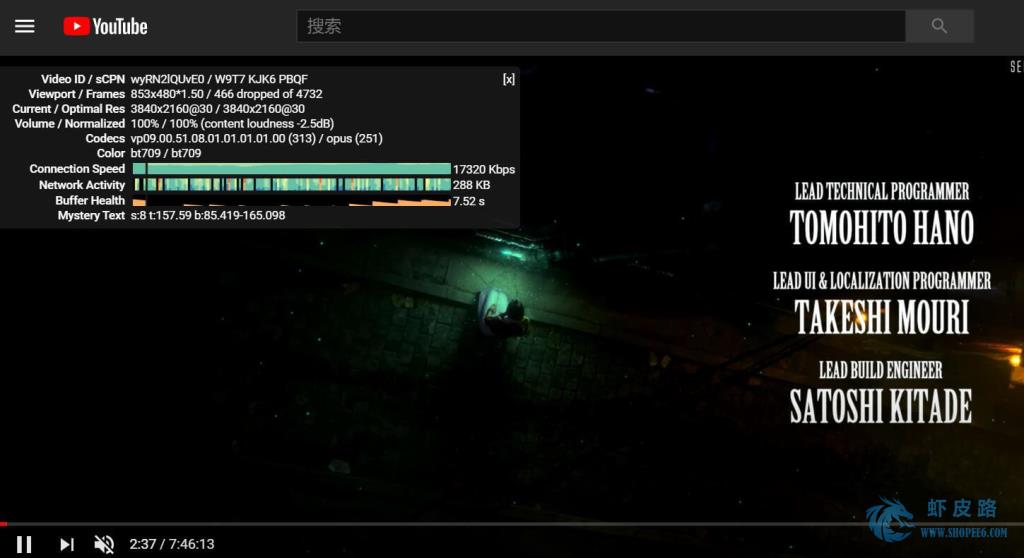 YouTube
搜索
Video ID / sCPN wyRN2lQUvE0 / W9T7 KJK6 PBQF [x]
Viewport / Frames 853x480*1.50 / 466 dropped of 4732
Current / Optimal Res 3840x2160@30 / 3840x2160@30
Volume / Normalized 100% / 100% (content loudness -2.5dB)
Codecs vp09.00.51.08.01.01.01.01.00 (313) / opus (251)
Color bt709 / bt709
Connection Speed 17320 Kbps
Network Activity 288 KB
Buffer Health 7.52 s
Mystery Text s:8 t:157.59 b:85.419-165.098
SE
LEAD TECHNICAL PROGRAMMER
TOMOHITO HANO
LEAD UI & LOCALIZATION PROGRAMMER
TAKESHI MOURI
LEAD BUILD ENGINEER
SATOSHI KITADE
虾皮路
WWW.SHOPEE6.COM
2:37 / 7:46:13